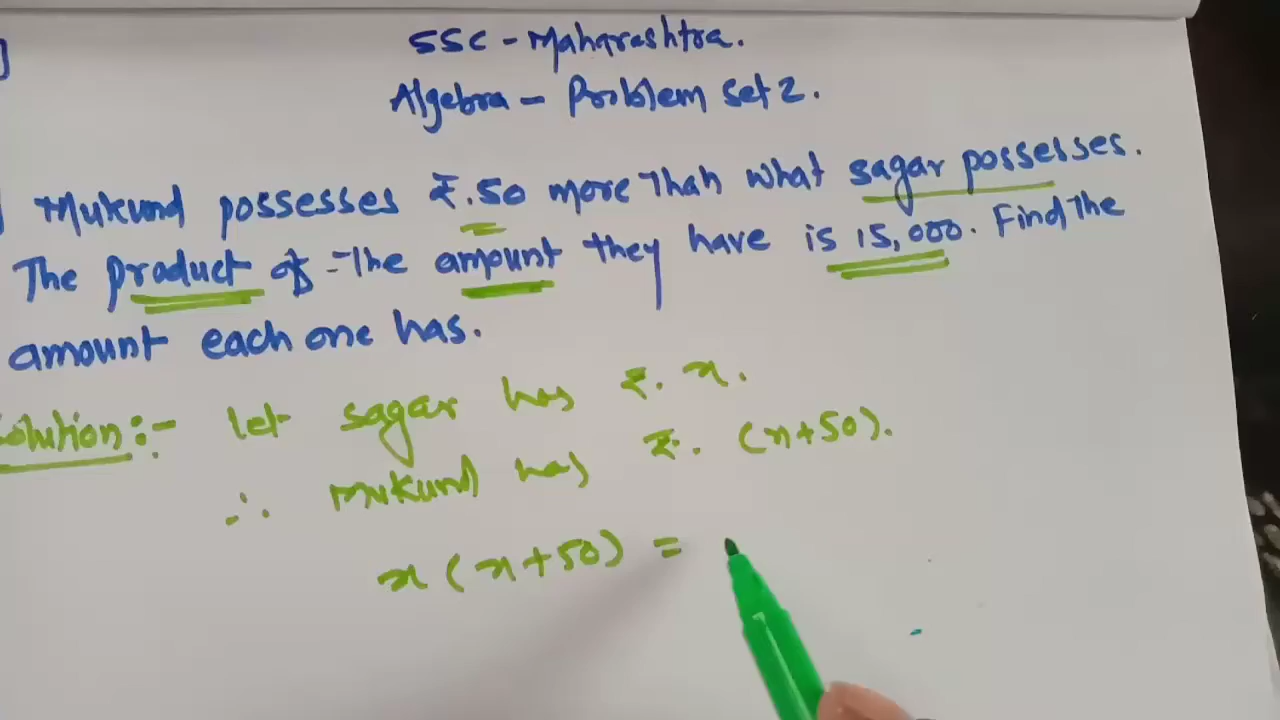 ]
SSC - Maharashtra.
Algebra - Problem set 2.
Mukund possesses ₹.50 more than what sagar possesses.
The product of the amount they have is 15,000. Find the
amount each one has.
Solution:- let sagar has ₹. x.
∴ Mukund has ₹. (x+50).
x(x+50) =